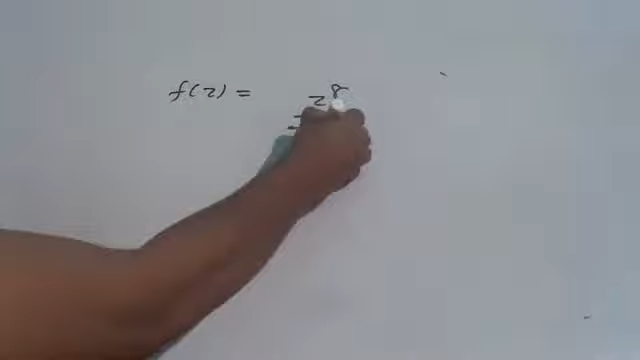 f(z) = z⁸